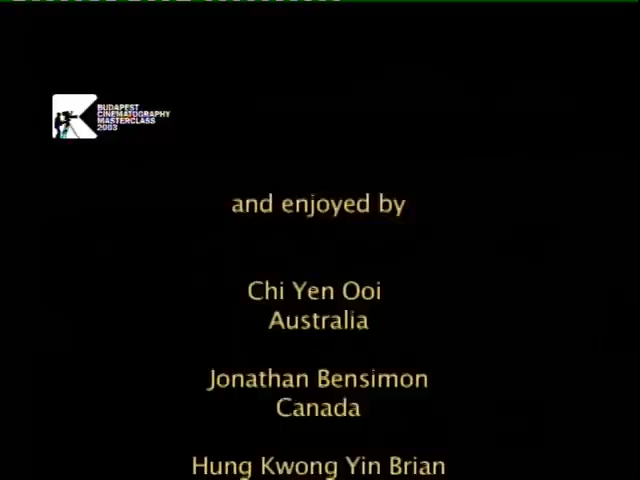 BUDAPEST
CINEMATOGRAPHY
MASTERCLASS
2003
and enjoyed by
Chi Yen Ooi
Australia
Jonathan Bensimon
Canada
Hung Kwong Yin Brian